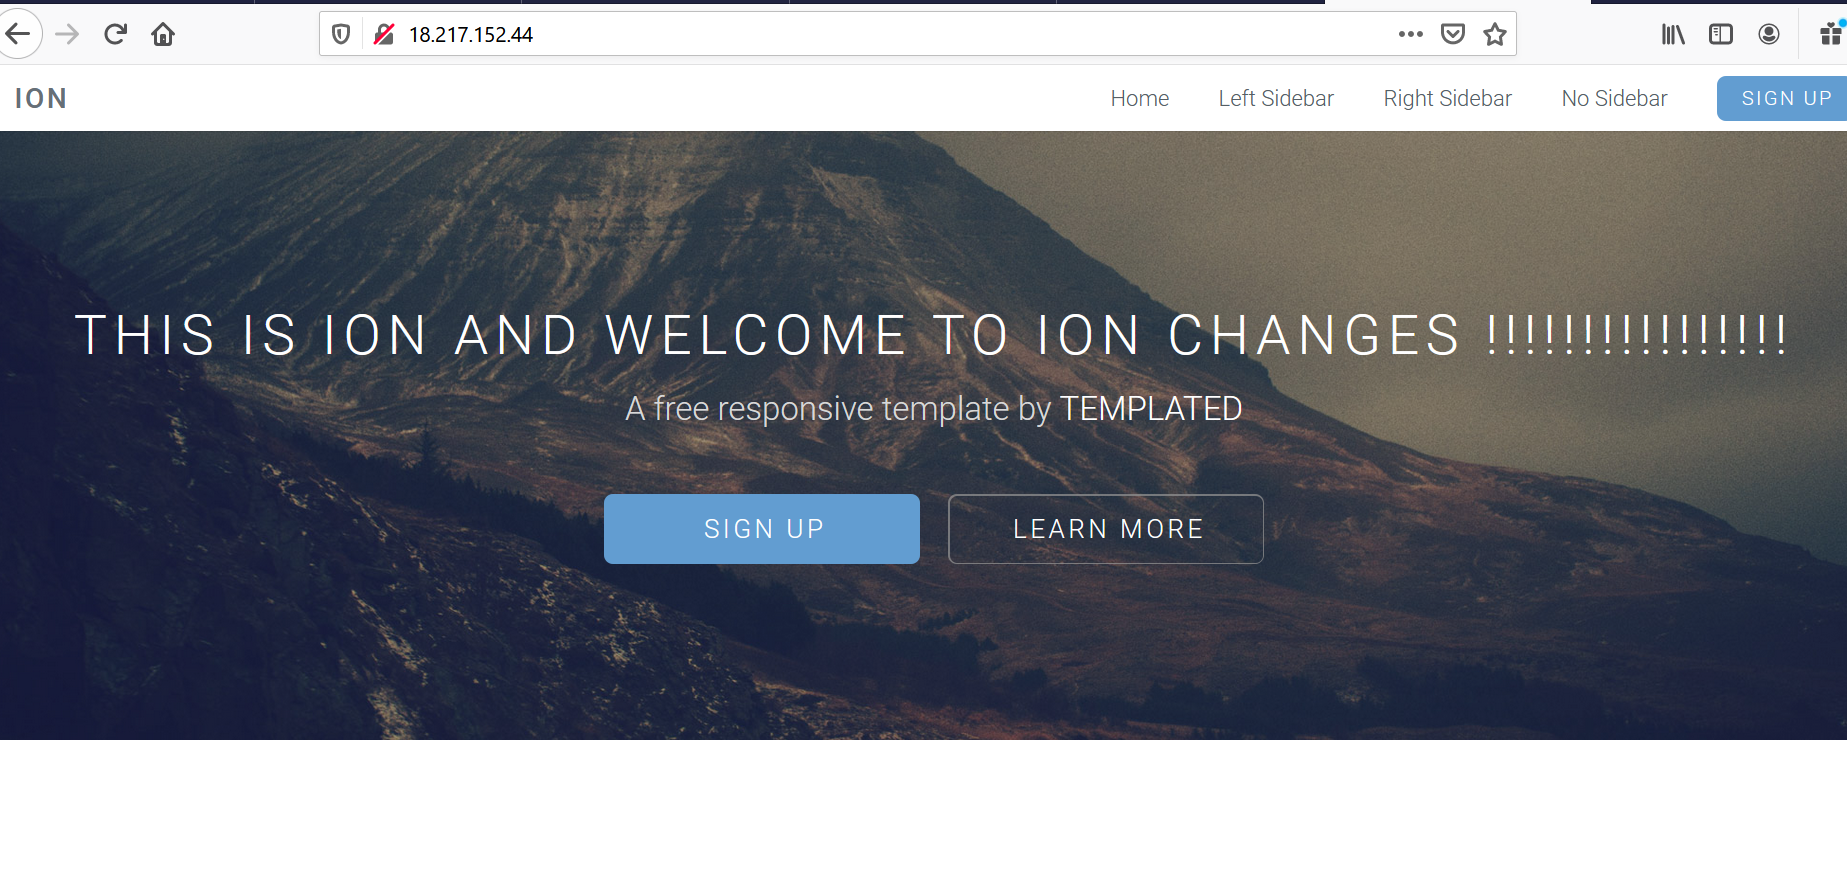 18.217.152.44
ION
Home Left Sidebar Right Sidebar No Sidebar SIGN UP
THIS IS ION AND WELCOME TO ION CHANGES !!!!!!!!!!!!!!!!
A free responsive template by TEMPLATED
SIGN UP
LEARN MORE